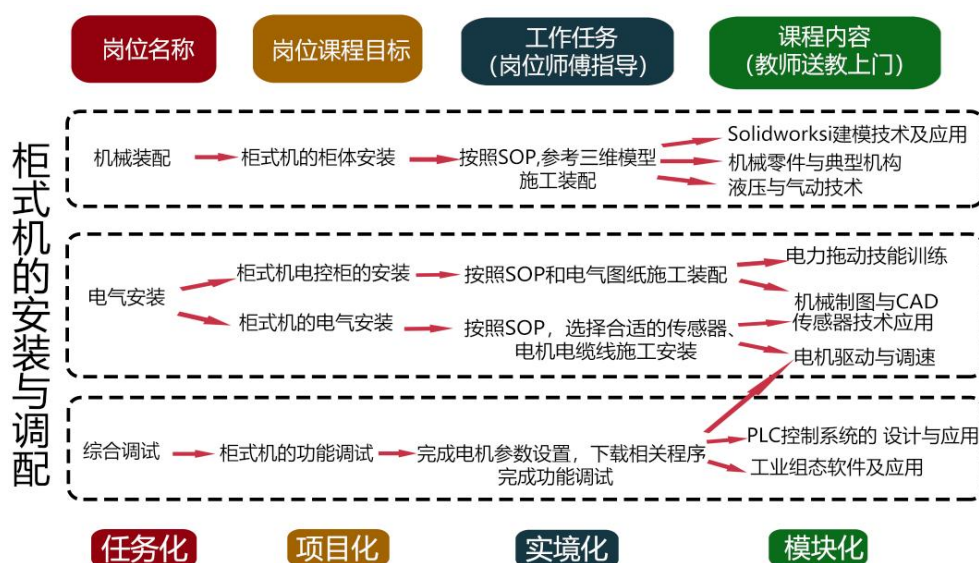 岗位名称
岗位课程目标
工作任务
(岗位师傅指导)
课程内容
(教师送教上门)
柜式机的安装与调配
机械装配
柜式机的柜体安装
按照SOP,参考三维模型
施工装配
Solidworksi建模技术及应用
机械零件与典型机构
液压与气动技术
电气安装
柜式机电控柜的安装
按照SOP和电气图纸施工装配
电力拖动技能训练
机械制图与CAD
柜式机的电气安装
按照SOP，选择合适的传感器、
电机电缆线施工安装
传感器技术应用
电机驱动与调速
综合调试
柜式机的功能调试
完成电机参数设置，下载相关程序
完成功能调试
PLC控制系统的 设计与应用
工业组态软件及应用
任务化
项目化
实境化
模块化